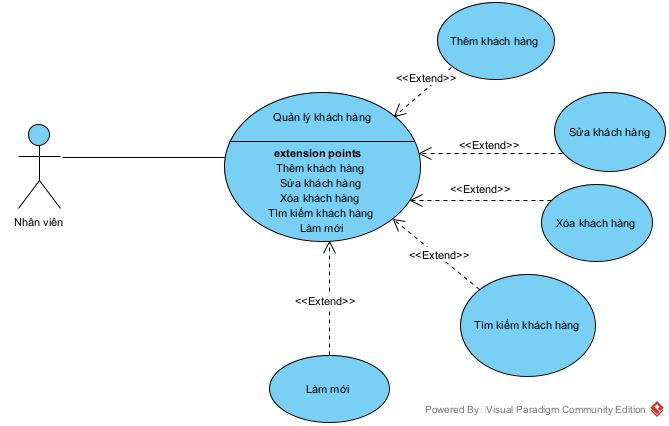 Thêm khách hàng
<<Extend>>
Quản lý khách hàng
extension points
Thêm khách hàng
Sửa khách hàng
Xóa khách hàng
Tìm kiếm khách hàng
Làm mới
<<Extend>>
Sửa khách hàng
<<Extend>>
Xóa khách hàng
Nhân viên
<<Extend>>
<<Extend>>
Tìm kiếm khách hàng
Làm mới
Powered By Visual Paradigm Community Edition